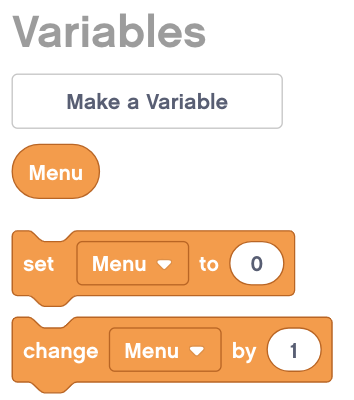 Variables
Make a Variable
Menu
set Menu to 0
change Menu by 1